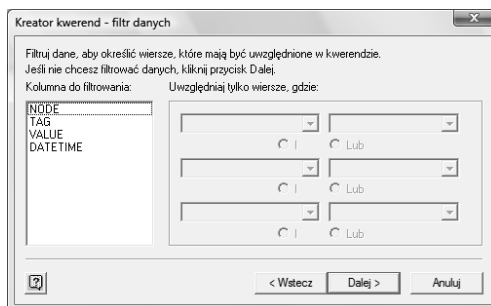 Kreator kwerend - filtr danych
Filtruj dane, aby określić wiersze, które mają być uwzględnione w kwerendzie.
Jeśli nie chcesz filtrować danych, kliknij przycisk Dalej.
Kolumna do filtrowania: Uwzględniaj tylko wiersze, gdzie:
NODE
TAG
VALUE
DATETIME
I Lub
I Lub
I Lub
< Wstecz Dalej > Anuluj